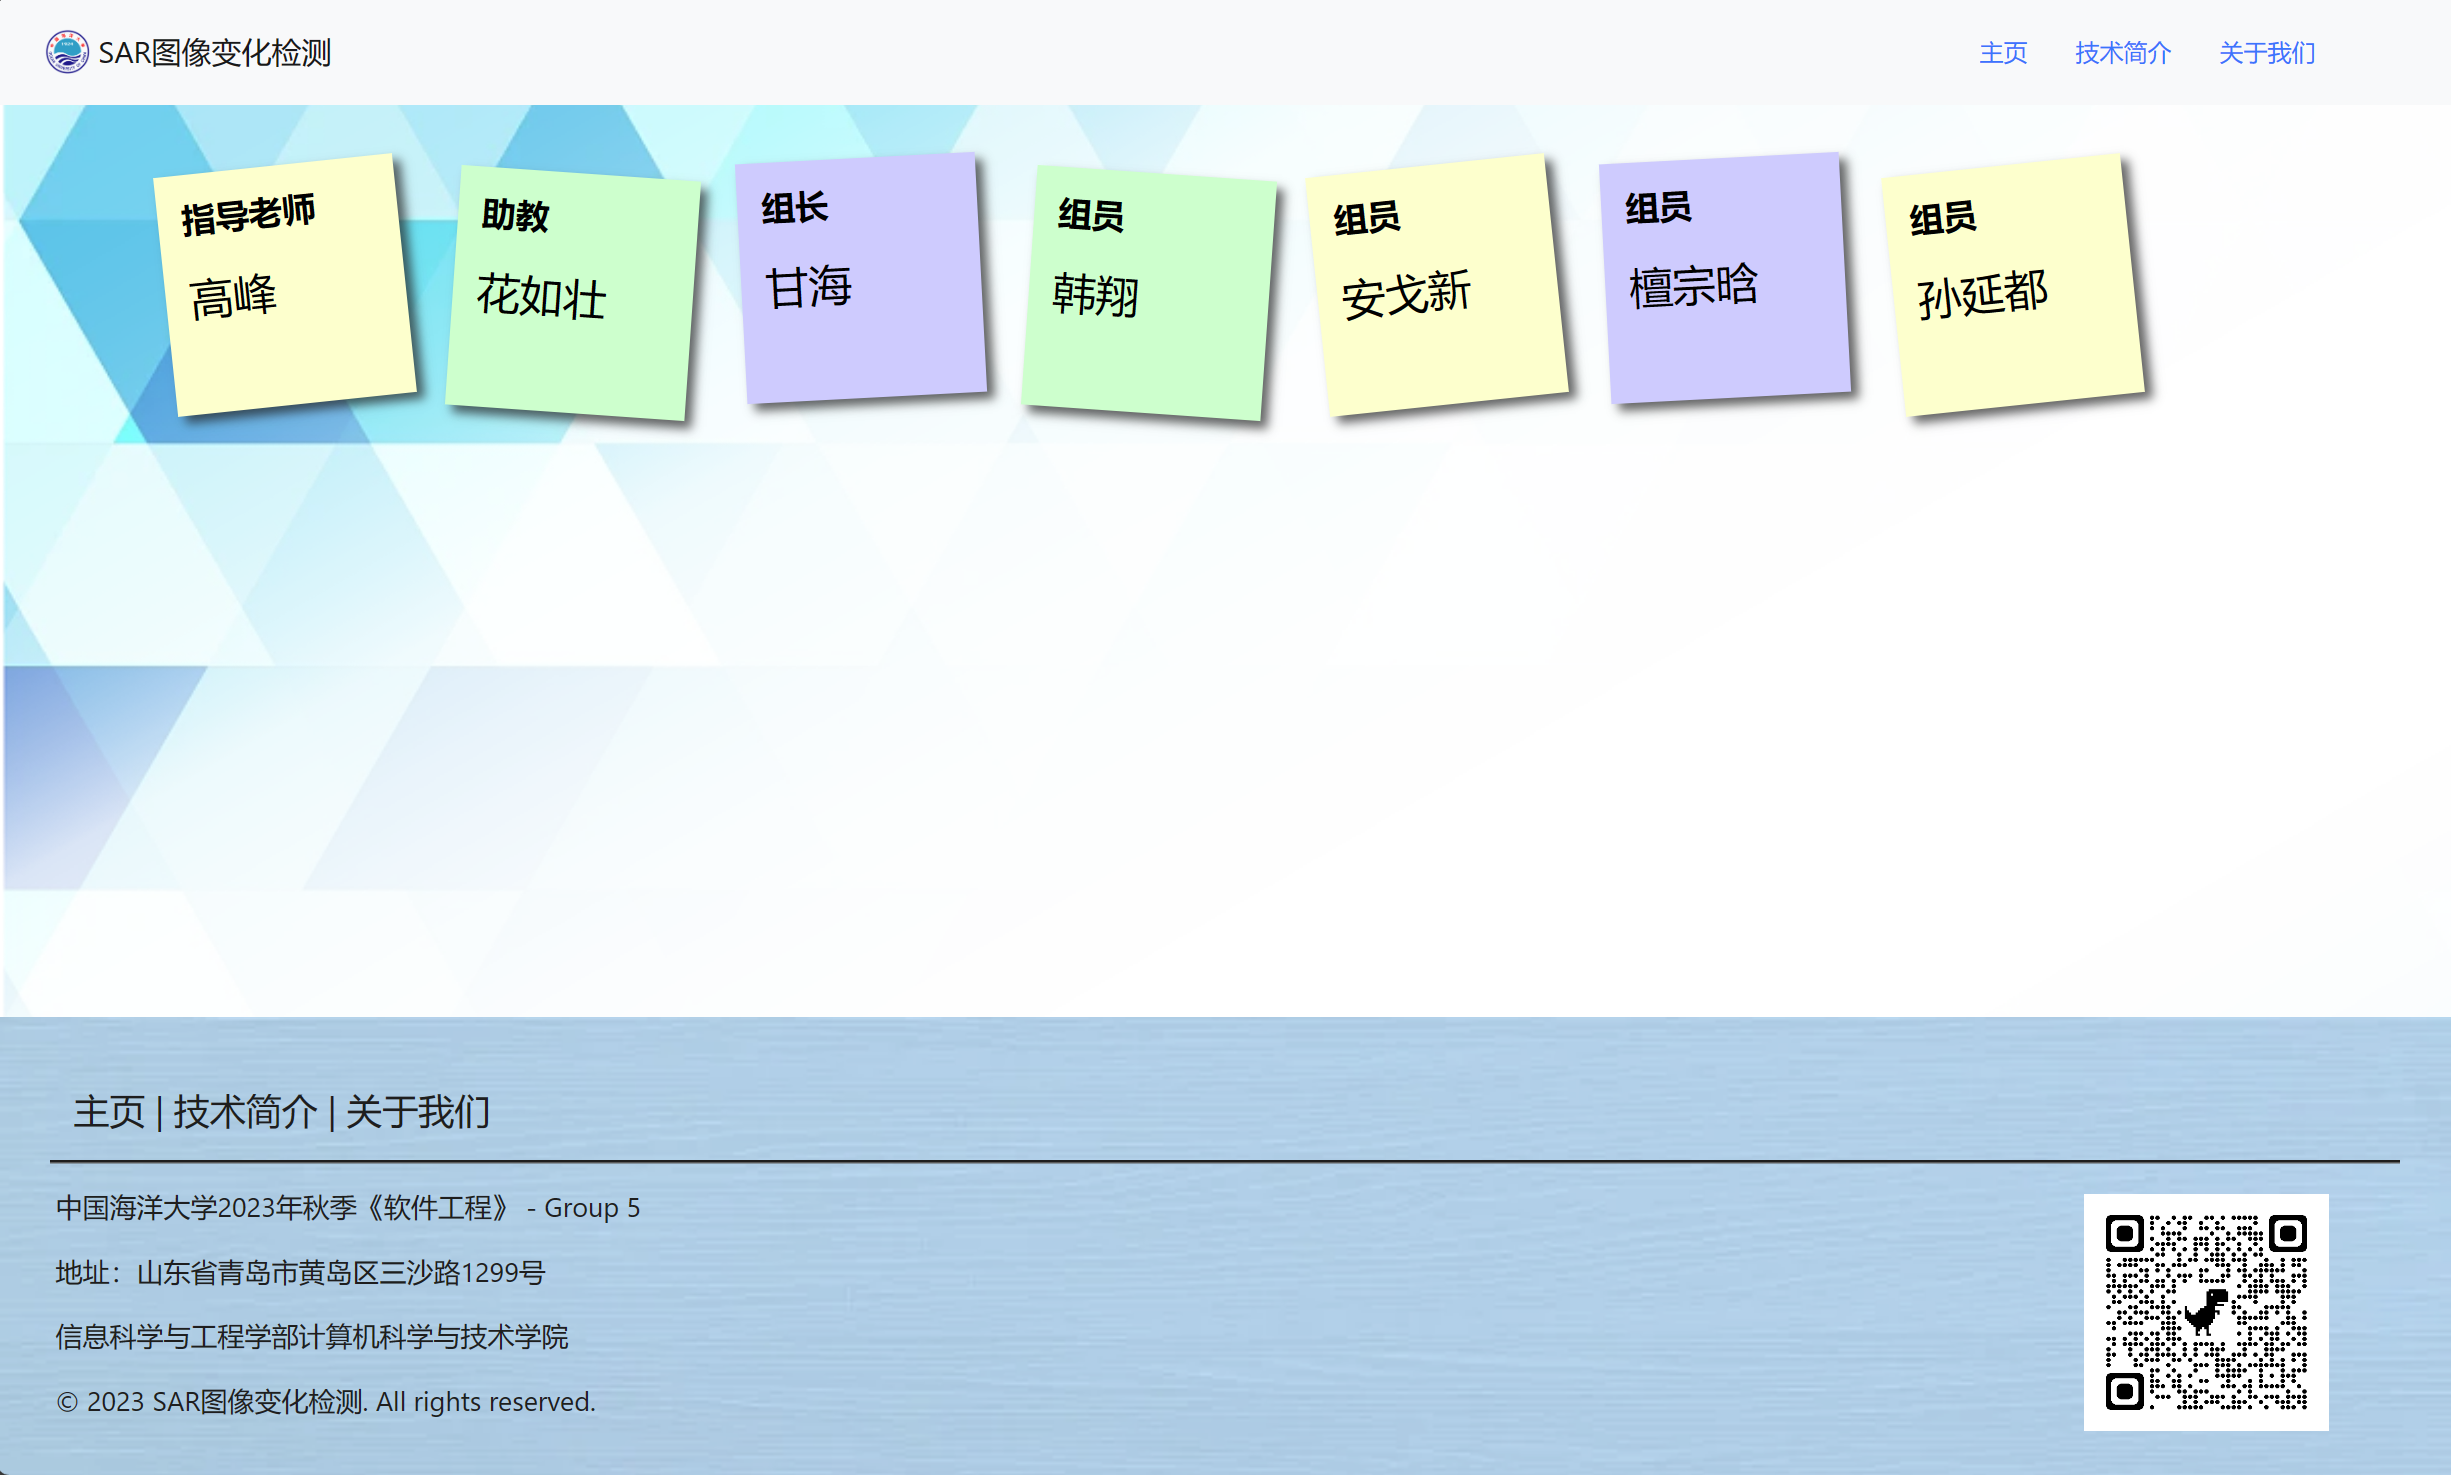 SAR图像变化检测
主页 技术简介 关于我们
指导老师
高峰
助教
花如壮
组长
甘海
组员
韩翔
组员
安戈新
组员
檀宗晗
组员
孙延都
主页 | 技术简介 | 关于我们
中国海洋大学2023年秋季《软件工程》 - Group 5
地址：山东省青岛市黄岛区三沙路1299号
信息科学与工程学部计算机科学与技术学院
© 2023 SAR图像变化检测. All rights reserved.